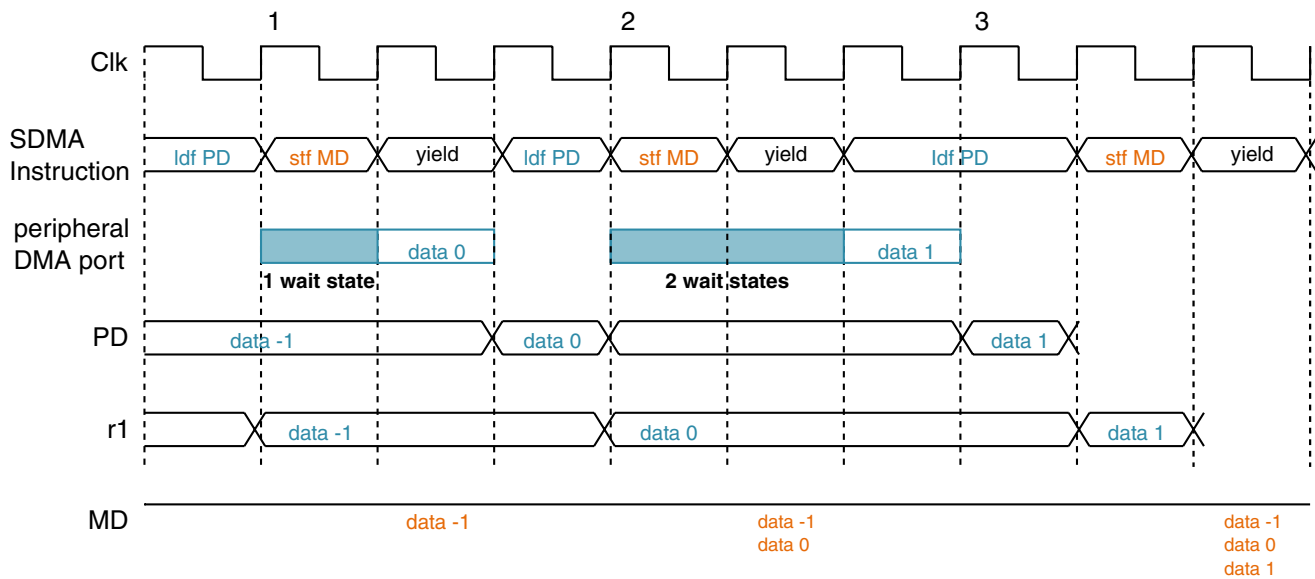 1 2 3
Clk
SDMA
Instruction
ldf PD stf MD yield ldf PD stf MD yield ldf PD stf MD yield
peripheral
DMA port
data 0 data 1
1 wait state 2 wait states
PD data -1 data 0 data 1
r1 data -1 data 0 data 1
MD
data -1 data -1 data -1
data 0 data 0
data 1